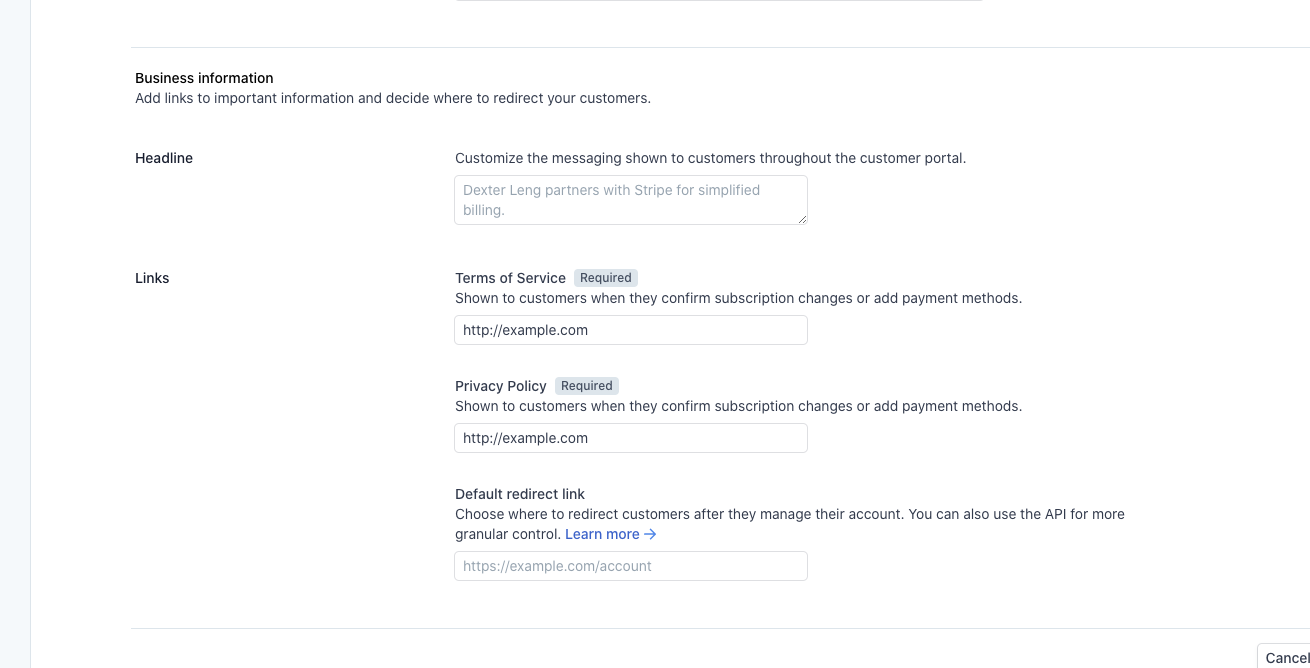 Business information
Add links to important information and decide where to redirect your customers.
Headline
Customize the messaging shown to customers throughout the customer portal.
Dexter Leng partners with Stripe for simplified
billing.
Links
Terms of Service Required
Shown to customers when they confirm subscription changes or add payment methods.
http://example.com
Privacy Policy Required
Shown to customers when they confirm subscription changes or add payment methods.
http://example.com
Default redirect link
Choose where to redirect customers after they manage their account. You can also use the API for more
granular control. Learn more →
https://example.com/account
Cancel